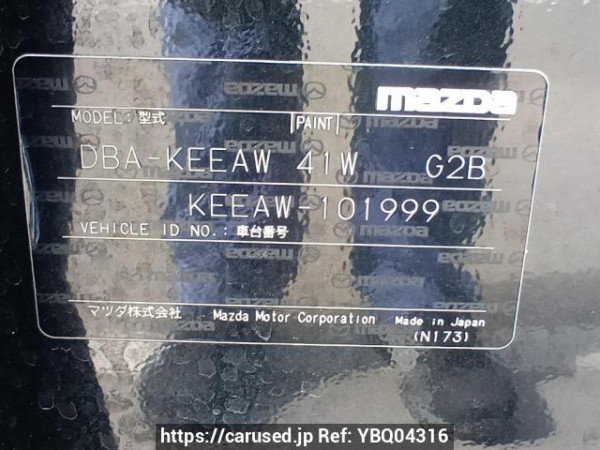 mazda
MODEL:型式 PAINT
DBA-KEEAW 41W G2B
KEEAW-101999
VEHICLE ID NO.:車台番号
マツダ株式会社 Mazda Motor Corporation Made in Japan
(N173)
https://carused.jp Ref: YBQ04316